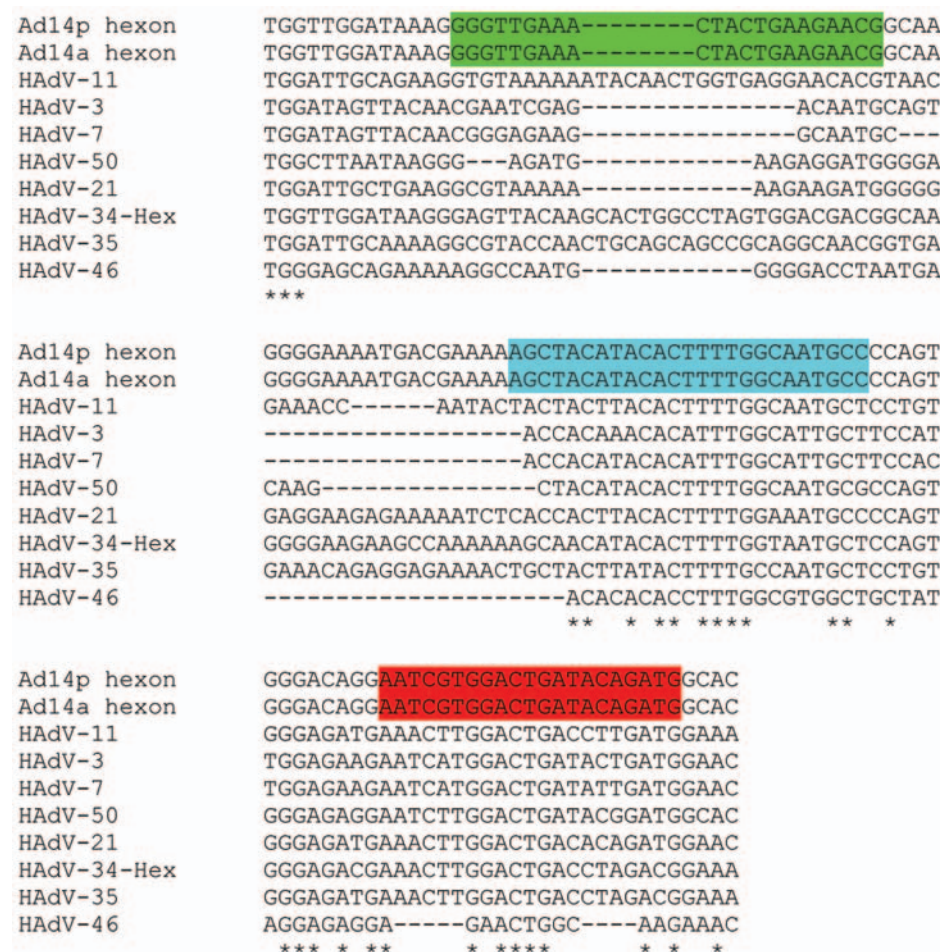 Ad14p hexon TGGTTGGATAAAGGGGTTGAAA--------CTACTGAAGAACGGCAA
Ad14a hexon TGGTTGGATAAAGGGGTTGAAA--------CTACTGAAGAACGGCAA
HAdV-11 TGGATTGCAGAAGGTGTAAAAAATACAACTGGTGAGGAACACGTAAC
HAdV-3 TGGATAGTTACAACGAATCGAG---------------ACAATGCAGT
HAdV-7 TGGATAGTTACAACGGGAGAAG---------------GCAATGC---
HAdV-50 TGGCTTAATAAGGG---AGATG------------AAGAGGATGGGGA
HAdV-21 TGGATTGCTGAAGGCGTAAAAA------------AAGAAGATGGGGG
HAdV-34-Hex TGGTTGGATAAGGGAGTTACAAGCACTGGCCTAGTGGACGACGGCAA
HAdV-35 TGGATTGCAAAAGGCGTACCAACTGCAGCAGCCGCAGGCAACGGTGA
HAdV-46 TGGGAGCAGAAAAAGGCCAATG------------GGGGACCTAATGA
***
Ad14p hexon GGGGAAAATGACGAAAAAGCTACATACACTTTTGGCAATGCCCCAGT
Ad14a hexon GGGGAAAATGACGAAAAAGCTACATACACTTTTGGCAATGCCCCAGT
HAdV-11 GAAACC------AATACTACTACTTACACTTTTGGCAATGCTCCTGT
HAdV-3 ------------------ACCACAAACACATTTGGCATTGCTTCCAT
HAdV-7 ------------------ACCACATACACATTTGGCATTGCTTCCAC
HAdV-50 CAAG---------------CTACATACACTTTTGGCAATGCGCCAGT
HAdV-21 GAGGAAGAGAAAAATCTCACCACTTACACTTTTGGAAATGCCCCAGT
HAdV-34-Hex GGGGAAGAAGCCAAAAAAGCAACATACACTTTTGGTAATGCTCCAGT
HAdV-35 GAAACAGAGGAGAAAACTGCTACTTATACTTTTGCCAATGCTCCTGT
HAdV-46 ---------------------ACACACACCTTTGGCGTGGCTGCTAT
** * ** **** ** *
Ad14p hexon GGGACAGGAATCGTGGACTGATACAGATGGCAC
Ad14a hexon GGGACAGGAATCGTGGACTGATACAGATGGCAC
HAdV-11 GGGAGATGAAACTTGGACTGACCTTGATGGAAA
HAdV-3 TGGAGAAGAATCATGGACTGATACTGATGGAAC
HAdV-7 TGGAGAAGAATCATGGACTGATATTGATGGAAC
HAdV-50 GGGAGAGGAATCTTGGACTGATACGGATGGCAC
HAdV-21 GGGAGATGAAACTTGGACTGACACAGATGGAAC
HAdV-34-Hex GGGAGACGAAACTTGGACTGACCTAGACGGAAA
HAdV-35 GGGAGATGAAACTTGGACTGACCTAGACGGAAA
HAdV-46 AGGAGAGGA-----GAACTGGC----AAGAAAC
*** * ** * **** * * *